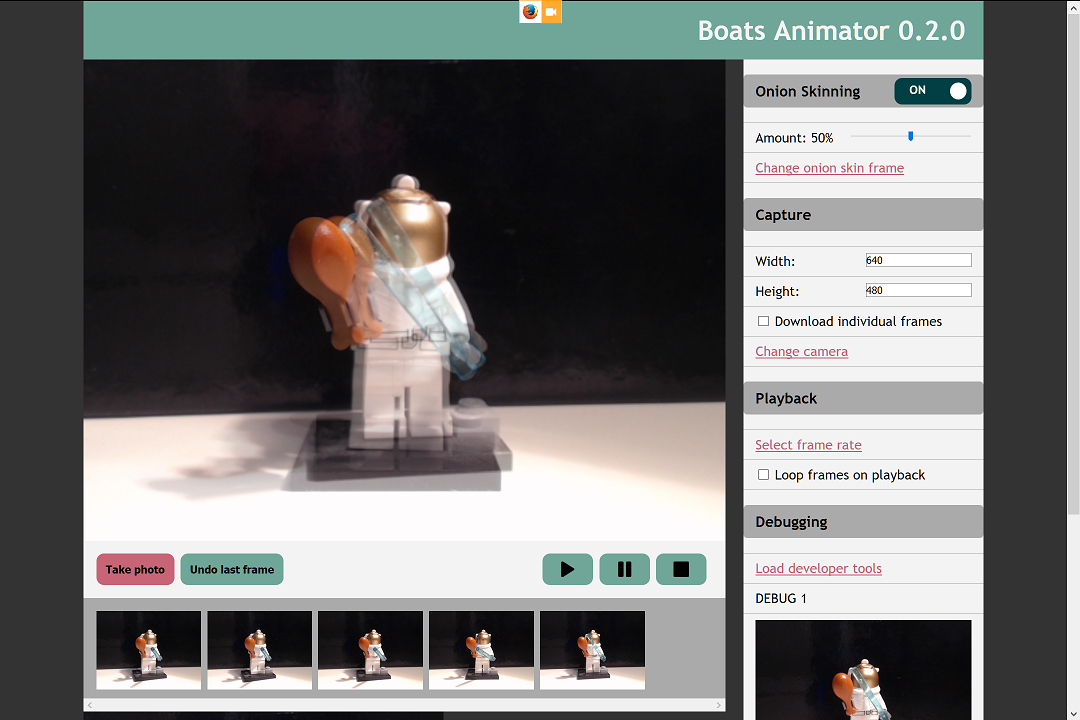 Boats Animator 0.2.0
Onion Skinning
ON
Amount: 50%
Change onion skin frame
Capture
Width:
640
Height:
480
Download individual frames
Change camera
Playback
Select frame rate
Loop frames on playback
Debugging
Load developer tools
DEBUG 1
Take photo
Undo last frame